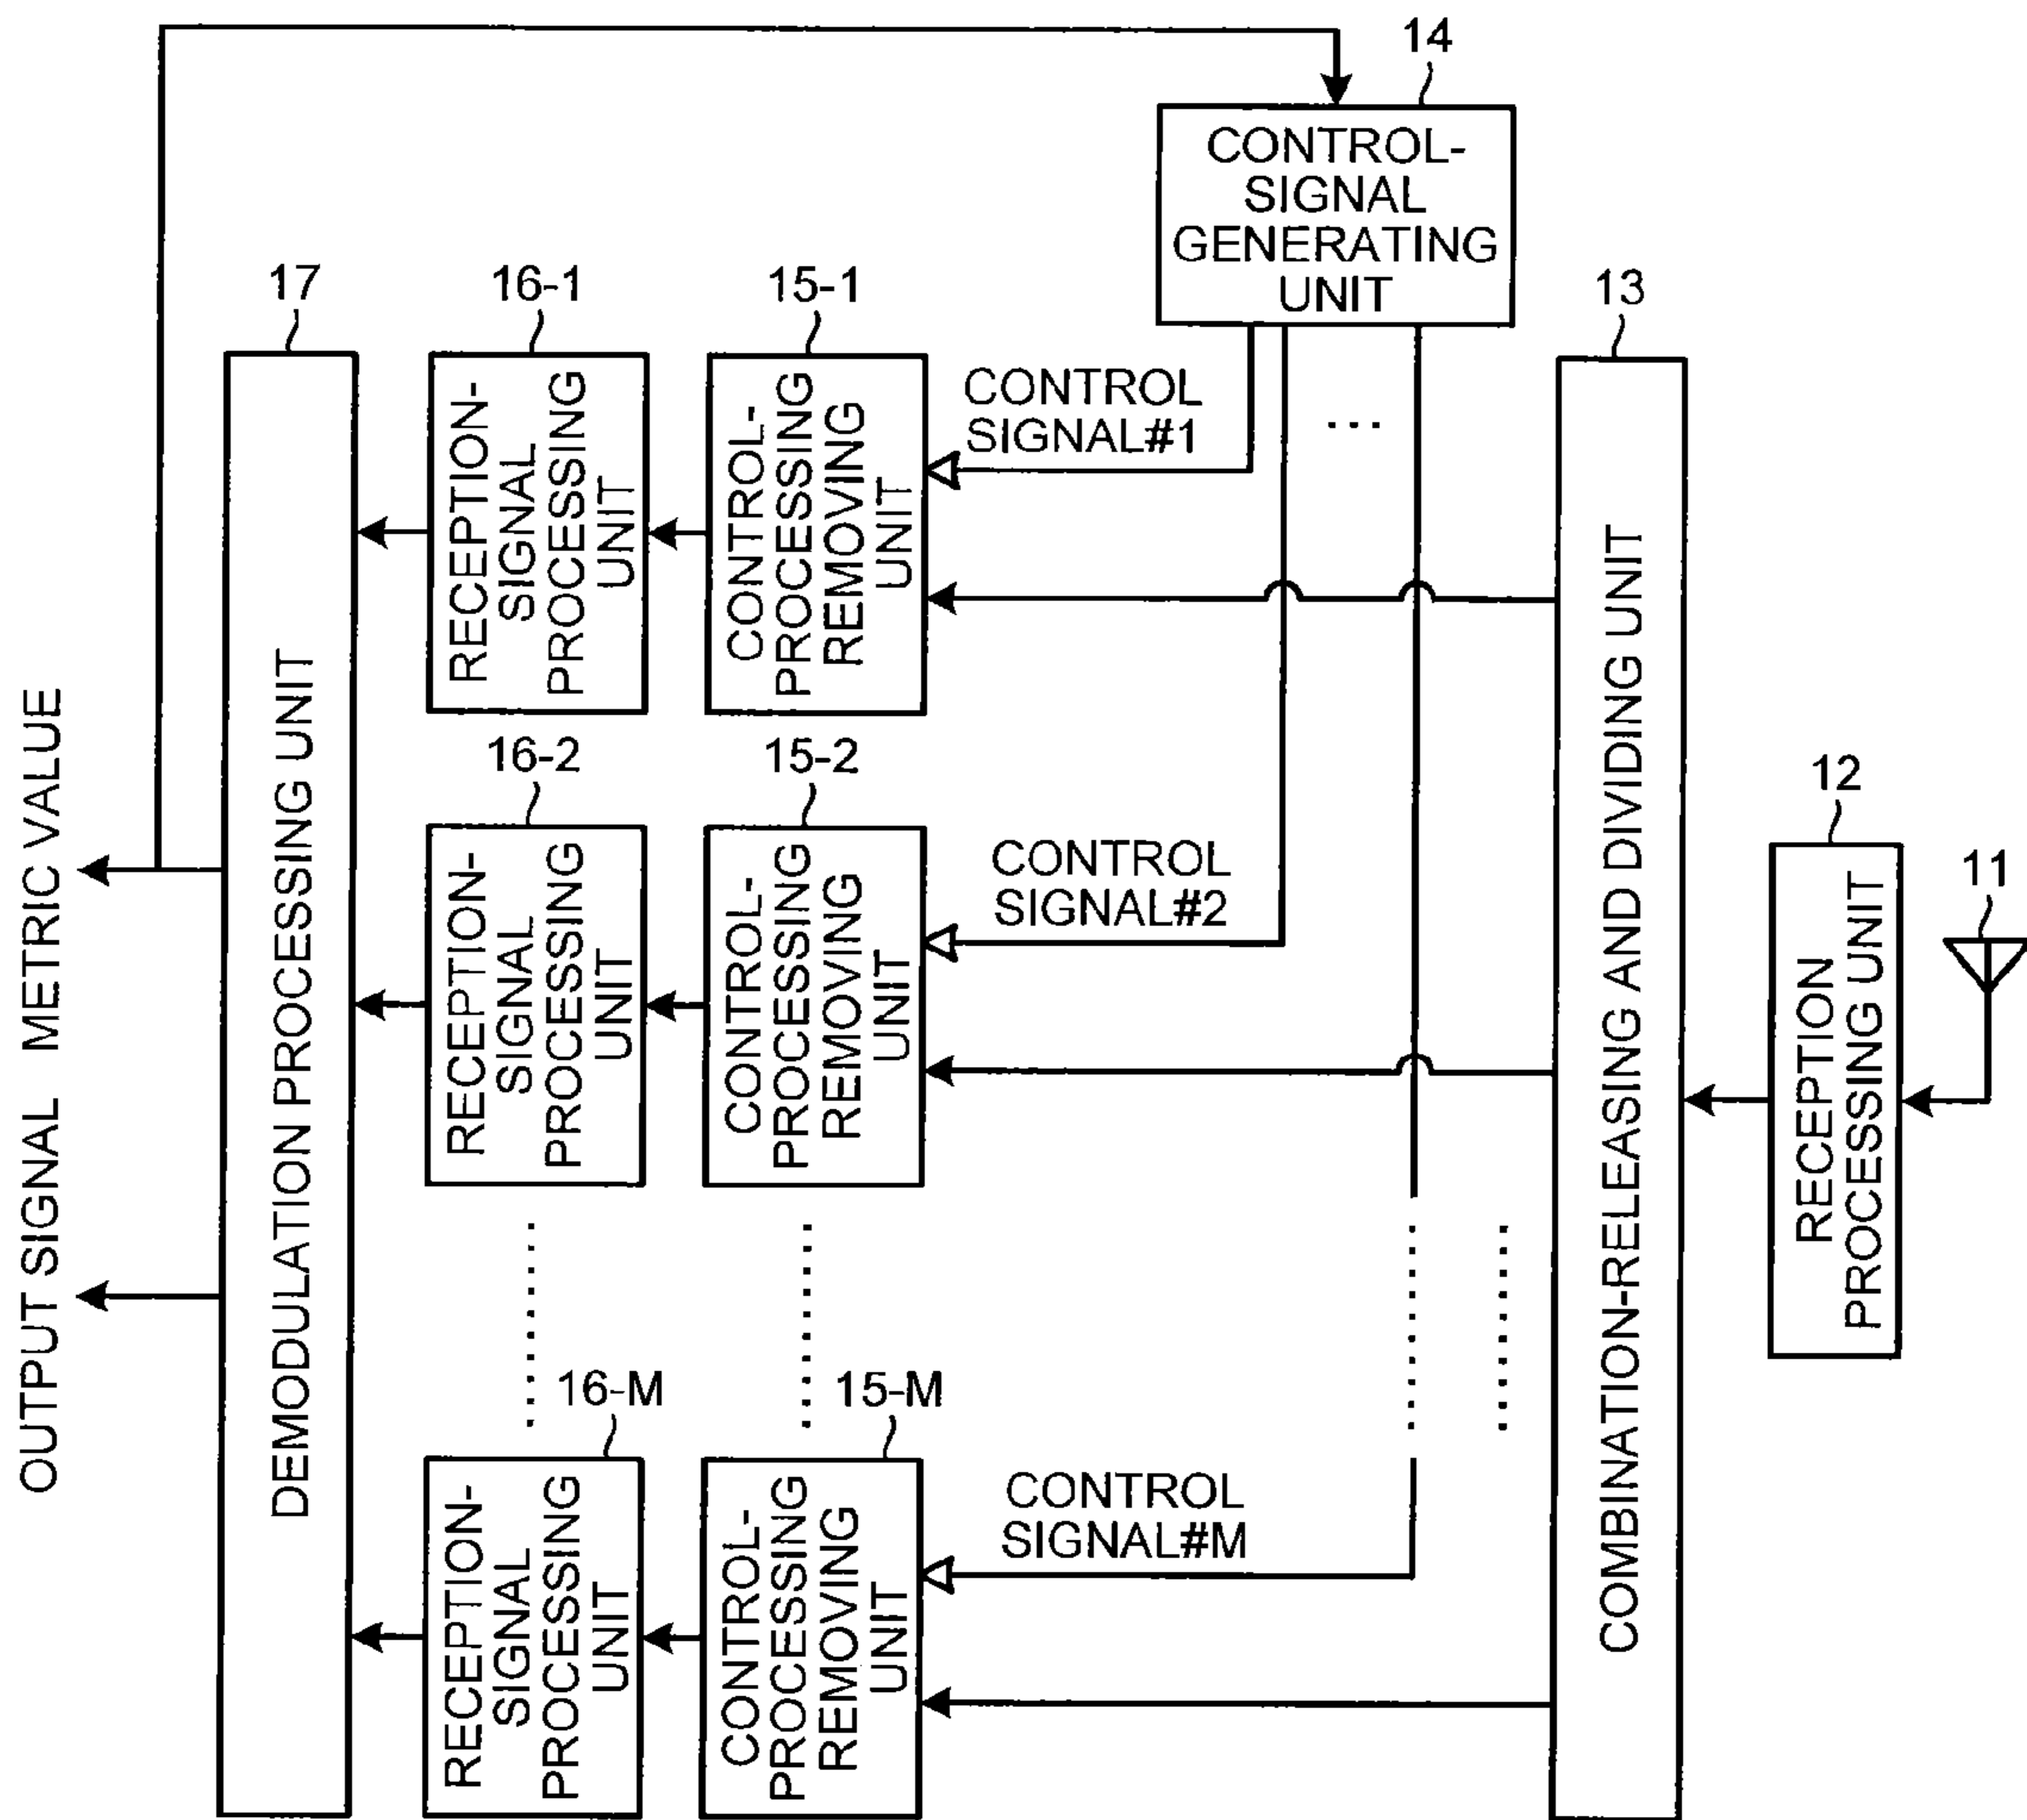 14
CONTROL-
SIGNAL
GENERATING
UNIT
17
16-1
15-1
13
RECEPTION-
SIGNAL
PROCESSING
UNIT
CONTROL-
PROCESSING
REMOVING
UNIT
CONTROL
SIGNAL#1
...
16-2
15-2
12
11
RECEPTION-
SIGNAL
PROCESSING
UNIT
CONTROL-
PROCESSING
REMOVING
UNIT
CONTROL
SIGNAL#2
16-M
15-M
RECEPTION-
SIGNAL
PROCESSING
UNIT
CONTROL-
PROCESSING
REMOVING
UNIT
CONTROL
SIGNAL#M
OUTPUT SIGNAL
METRIC VALUE
DEMODULATION PROCESSING UNIT
COMBINATION-RELEASING AND DIVIDING UNIT
RECEPTION
PROCESSING UNIT